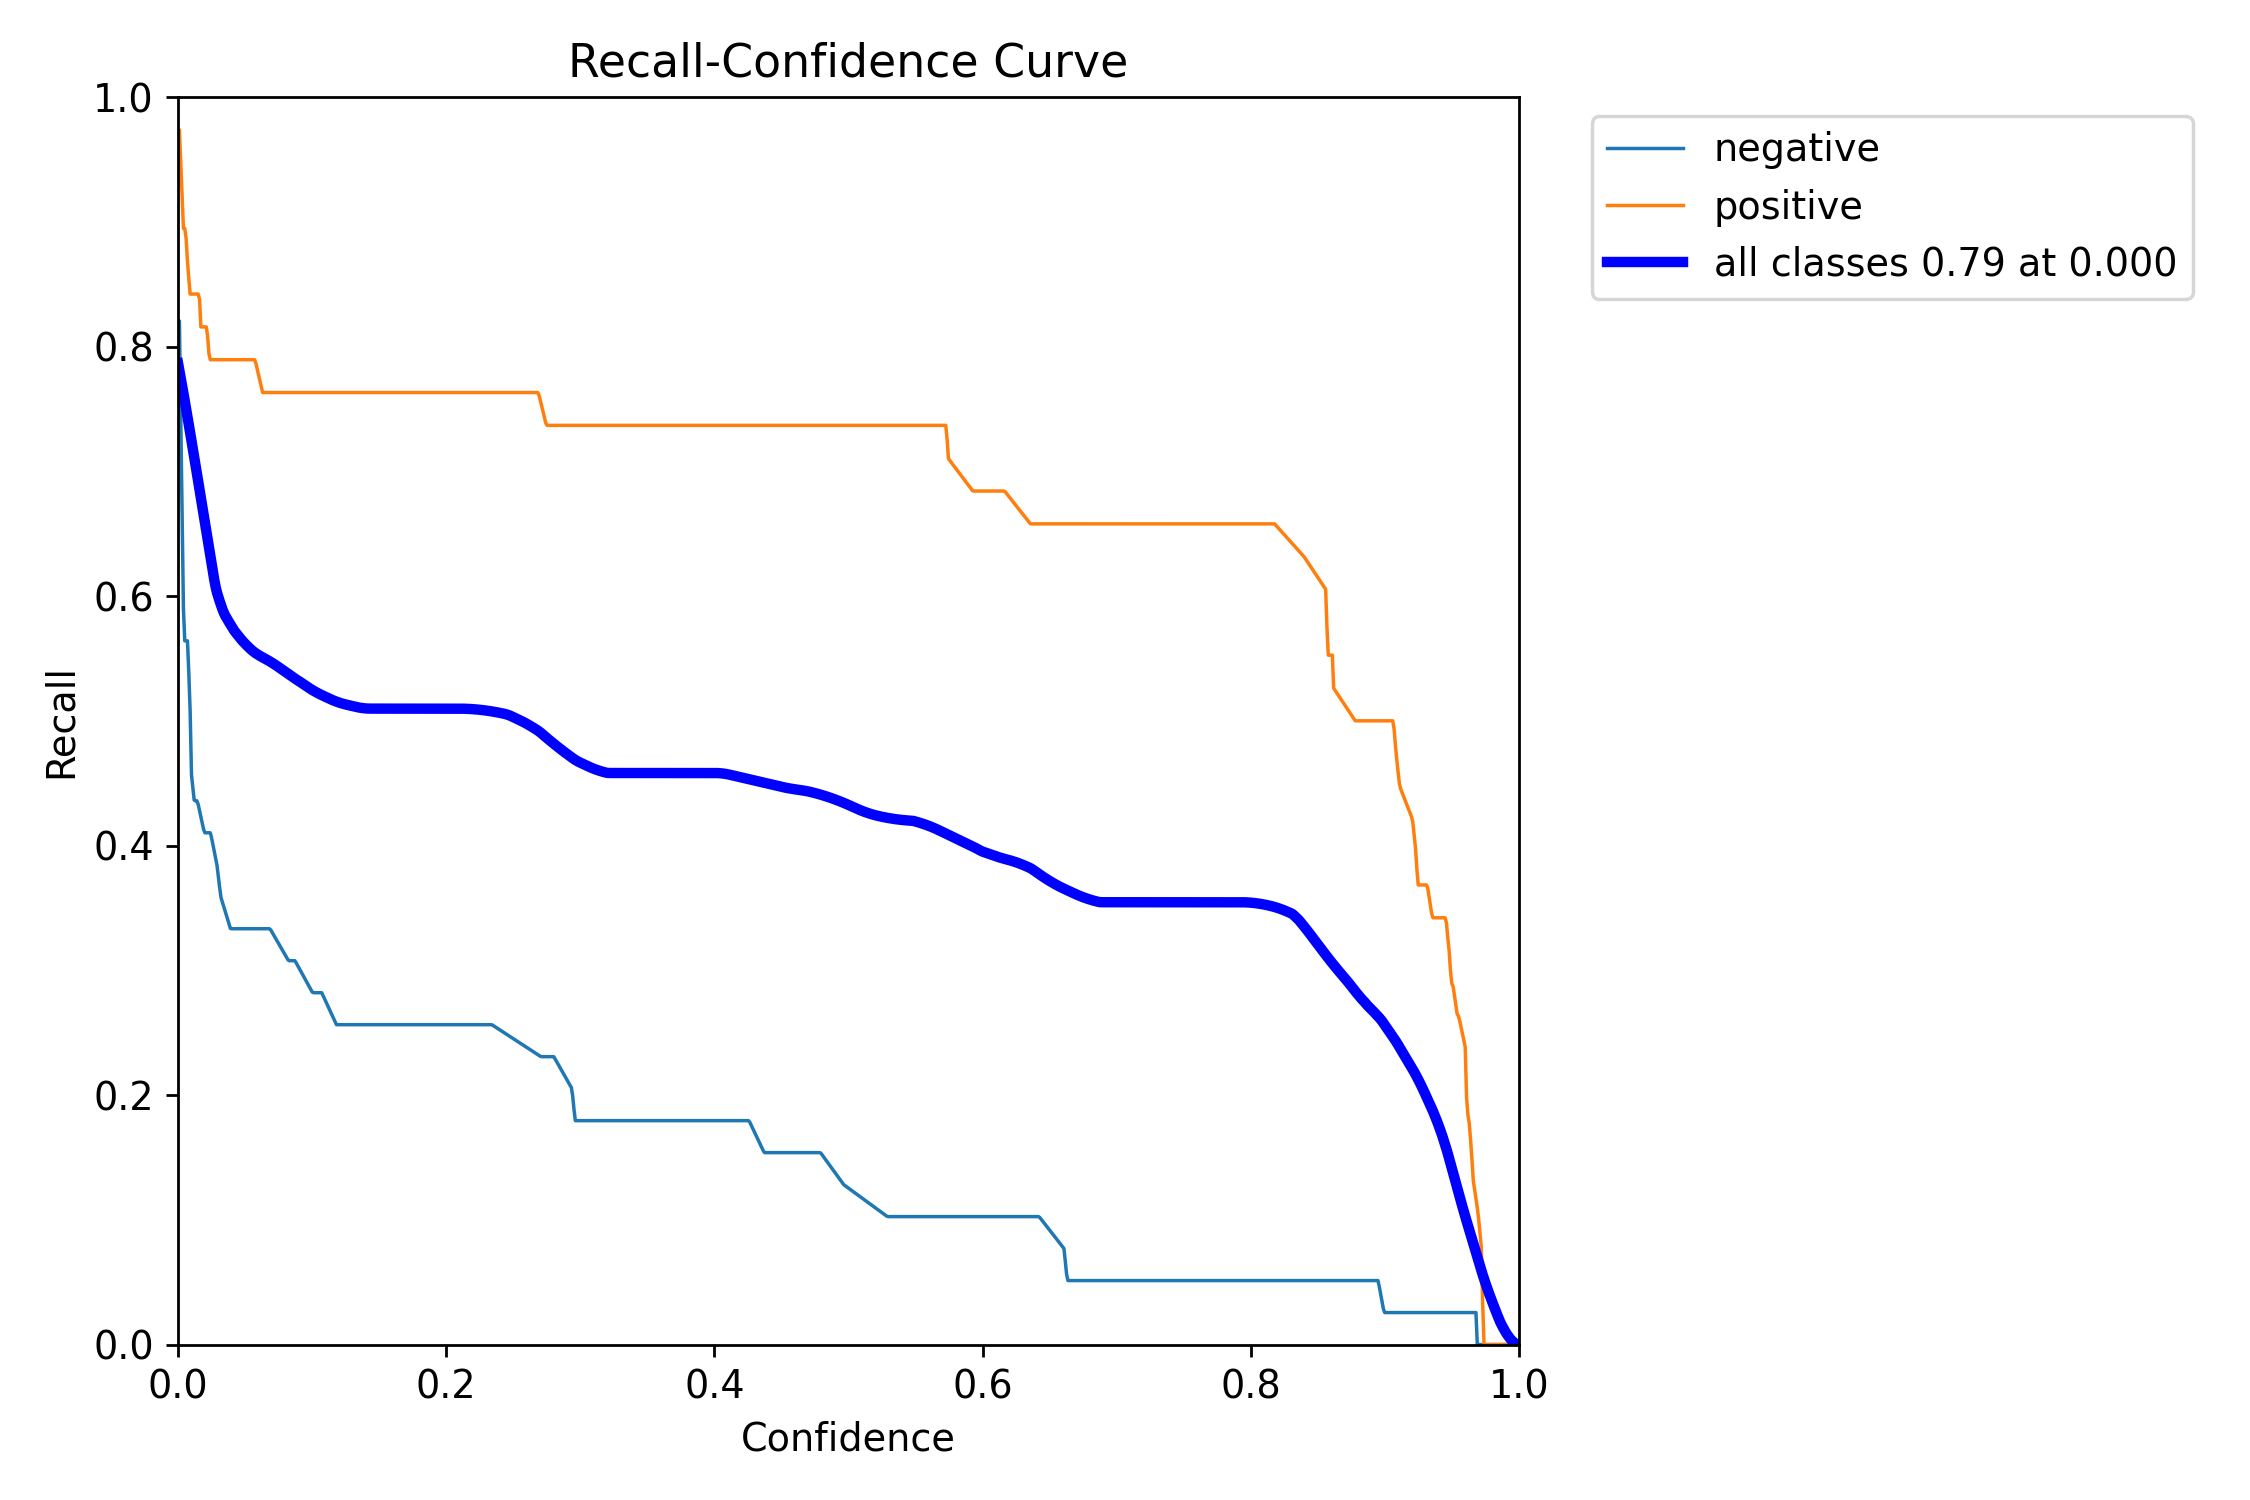 Recall-Confidence Curve
1.0
0.8
0.6
0.4
0.2
0.0
Recall
0.0 0.2 0.4 0.6 0.8 1.0
Confidence
negative
positive
all classes 0.79 at 0.000